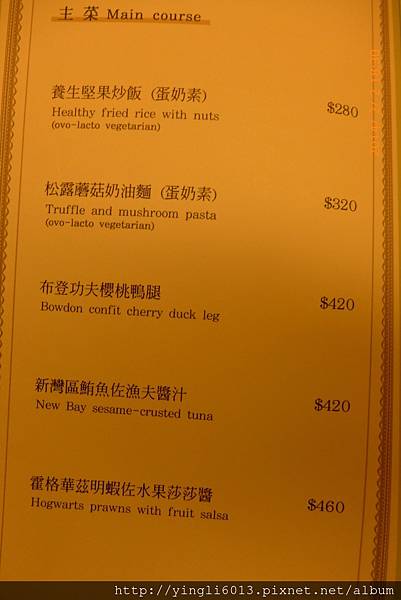 主 菜 Main course
養生堅果炒飯 (蛋奶素)
Healthy fried rice with nuts
(ovo-lacto vegetarian)
$280
松露蘑菇奶油麵 (蛋奶素)
Truffle and mushroom pasta
(ovo-lacto vegetarian)
$320
布登功夫櫻桃鴨腿
Bowdon confit cherry duck leg
$420
新灣區鮪魚佐漁夫醬汁
New Bay sesame-crusted tuna
$420
霍格華茲明蝦佐水果莎莎醬
Hogwarts prawns with fruit salsa
$460
http://yingli6013.pixnet.net/album